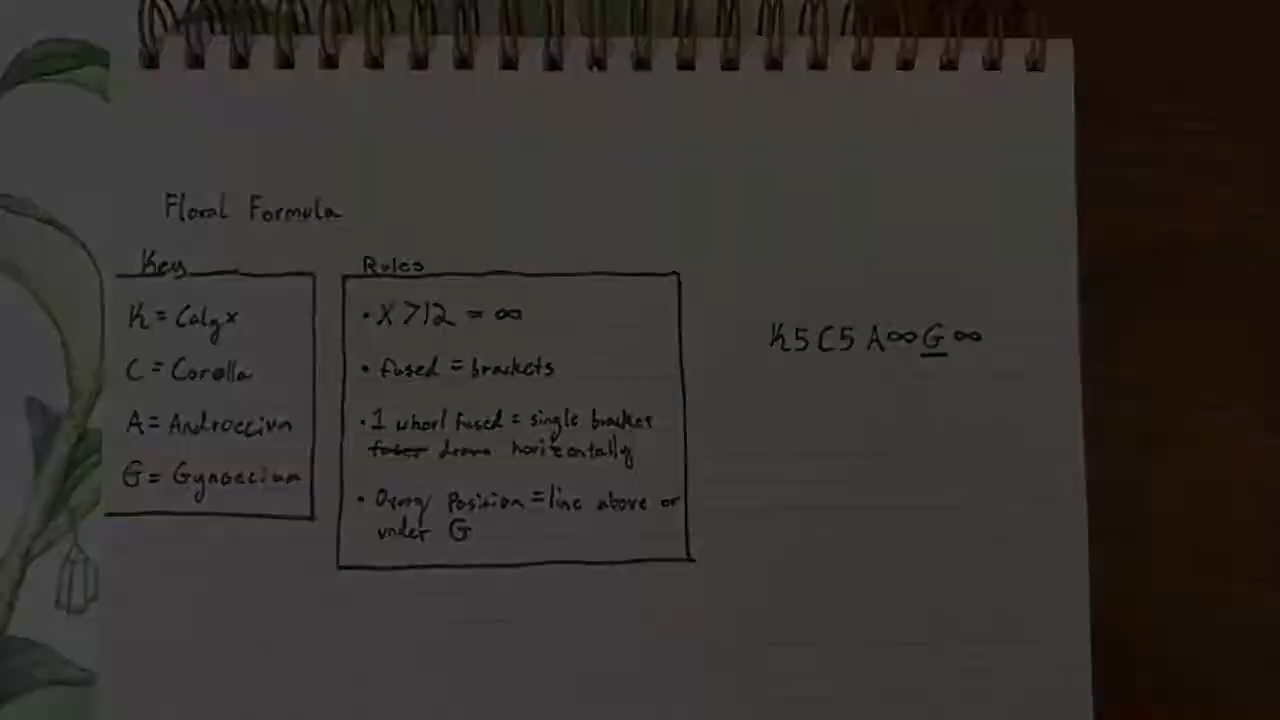 Floral Formula
Key
K = Calyx
C = Corolla
A = Androecium
G = Gynoecium
Rules
• X > 12 = ∞
• fused = brackets
• 1 whorl fused = single bracket
drawn horizontally
• Ovary Position = line above or
under G
K5 C5 A∞ G ∞